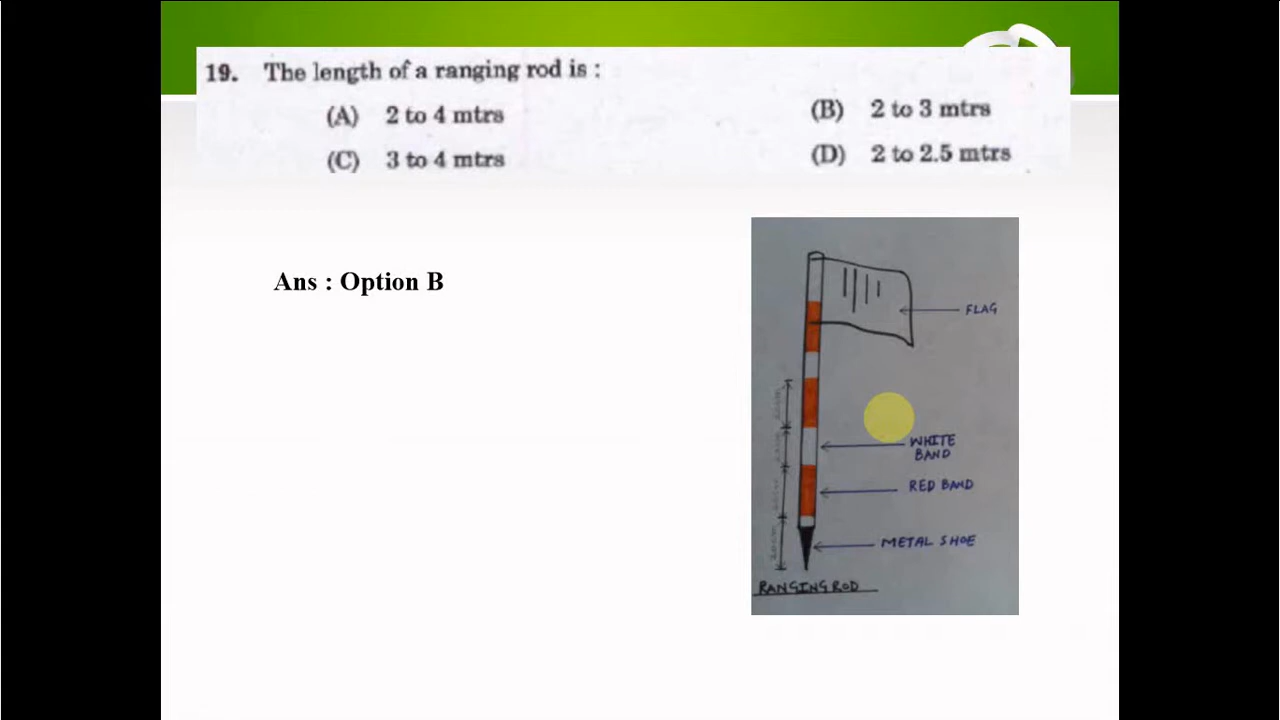 19. The length of a ranging rod is :
(A) 2 to 4 mtrs
(B) 2 to 3 mtrs
(C) 3 to 4 mtrs
(D) 2 to 2.5 mtrs
Ans : Option B
FLAG
WHITE
BAND
RED BAND
METAL SHOE
RANGING ROD